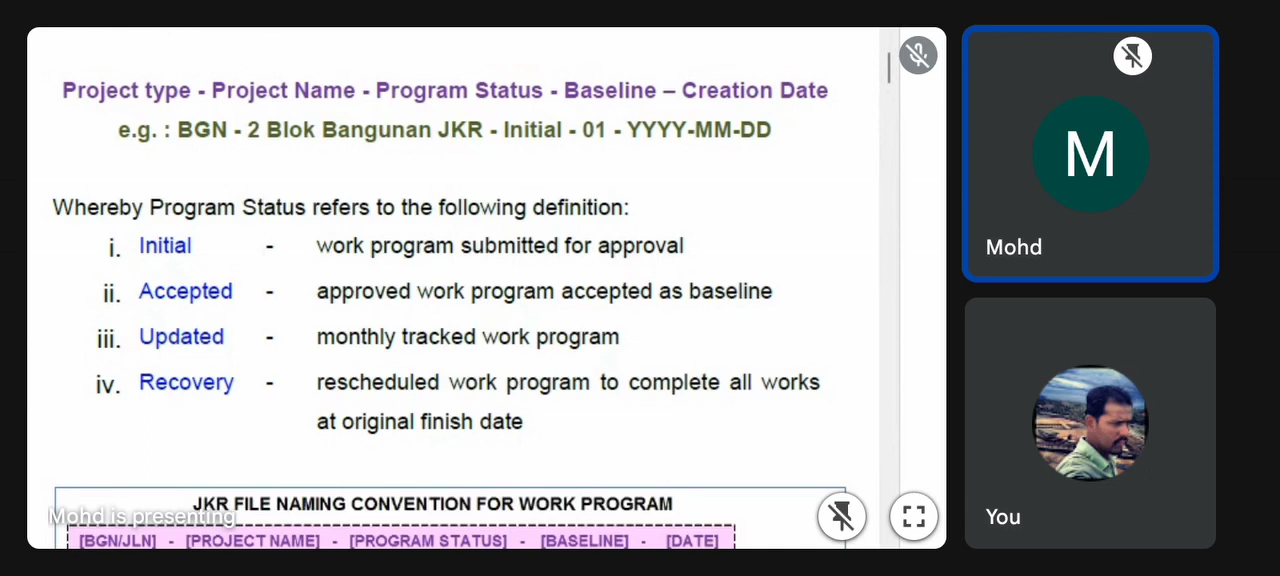 Project type - Project Name - Program Status - Baseline – Creation Date
e.g. : BGN - 2 Blok Bangunan JKR - Initial - 01 - YYYY-MM-DD
Whereby Program Status refers to the following definition:
i. Initial - work program submitted for approval
ii. Accepted - approved work program accepted as baseline
iii. Updated - monthly tracked work program
iv. Recovery - rescheduled work program to complete all works
at original finish date
JKR FILE NAMING CONVENTION FOR WORK PROGRAM
Mohd is presenting
[BGN/JLN] - [PROJECT NAME] - [PROGRAM STATUS] - [BASELINE] - [DATE]
M
Mohd
You